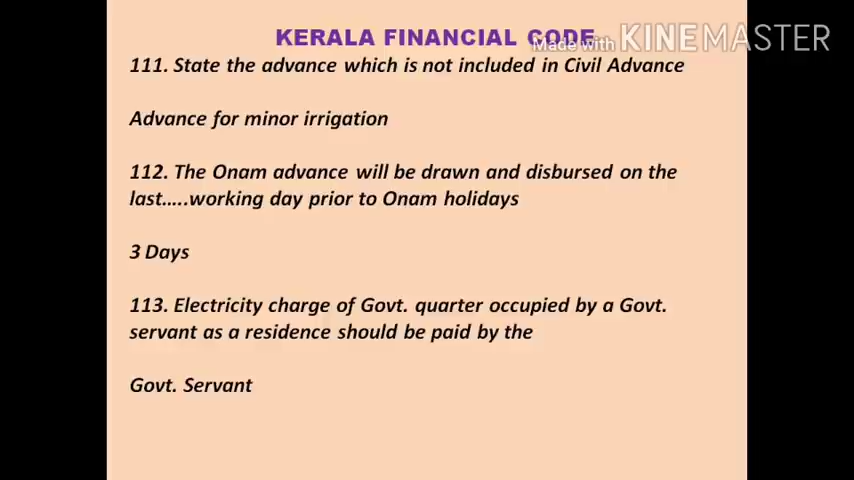 KERALA FINANCIAL CODE
Made with KINEMASTER
111. State the advance which is not included in Civil Advance
Advance for minor irrigation
112. The Onam advance will be drawn and disbursed on the
last.....working day prior to Onam holidays
3 Days
113. Electricity charge of Govt. quarter occupied by a Govt.
servant as a residence should be paid by the
Govt. Servant